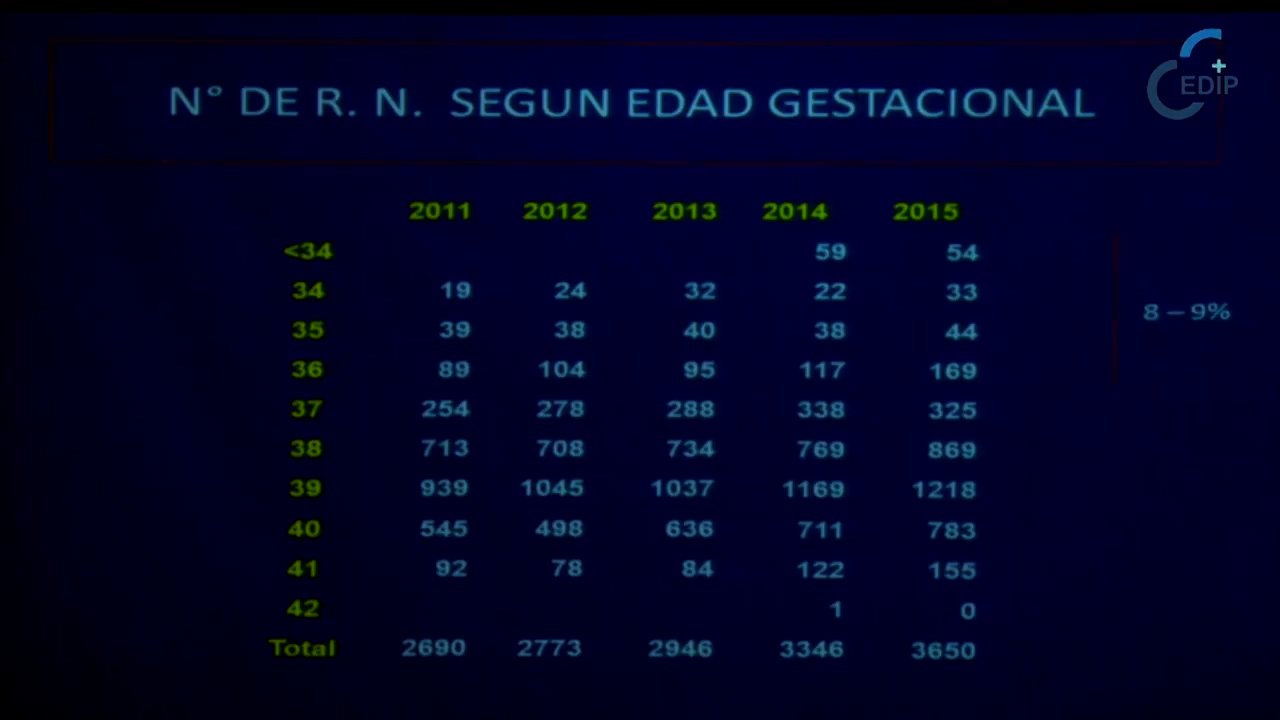 N° DE R. N. SEGUN EDAD GESTACIONAL
CEDIP
2011 2012 2013 2014 2015
<34 59 54
34 19 24 32 22 33
35 39 38 40 38 44
36 89 104 95 117 169
37 254 278 288 338 325
38 713 708 734 769 869
39 939 1045 1037 1169 1218
40 545 498 636 711 783
41 92 78 84 122 155
42 1 0
Total 2690 2773 2946 3346 3650
8 – 9%